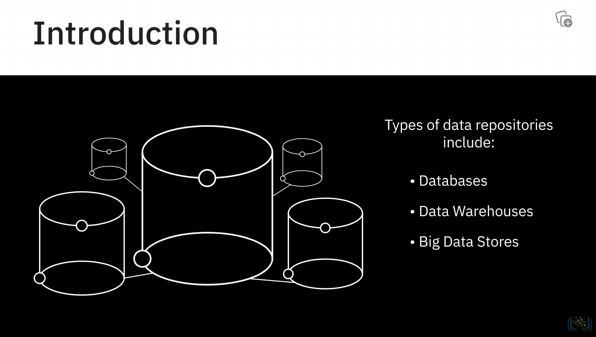 Introduction
Types of data repositories
include:
• Databases
• Data Warehouses
• Big Data Stores